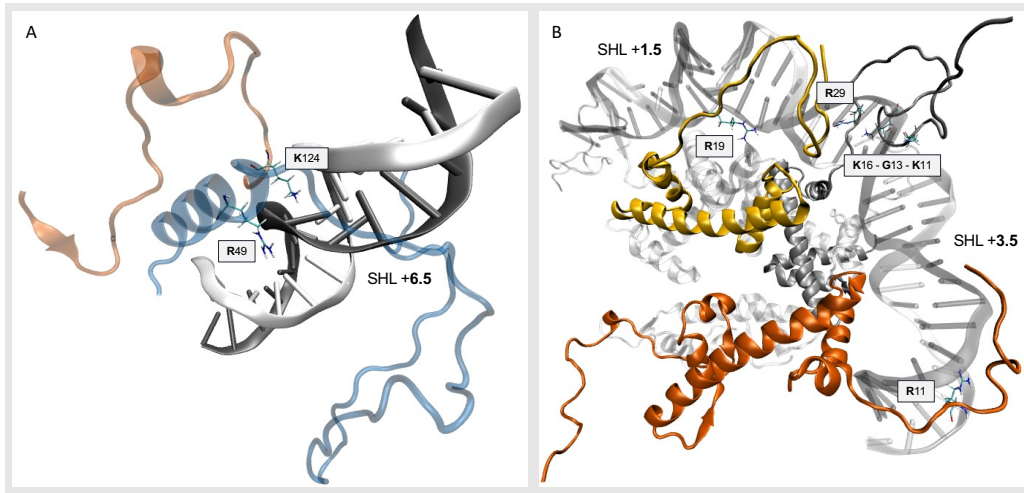 A
K124
R49
SHL +6.5
B
SHL +1.5
R29
R19
K16 - G13 - K11
SHL +3.5
R11